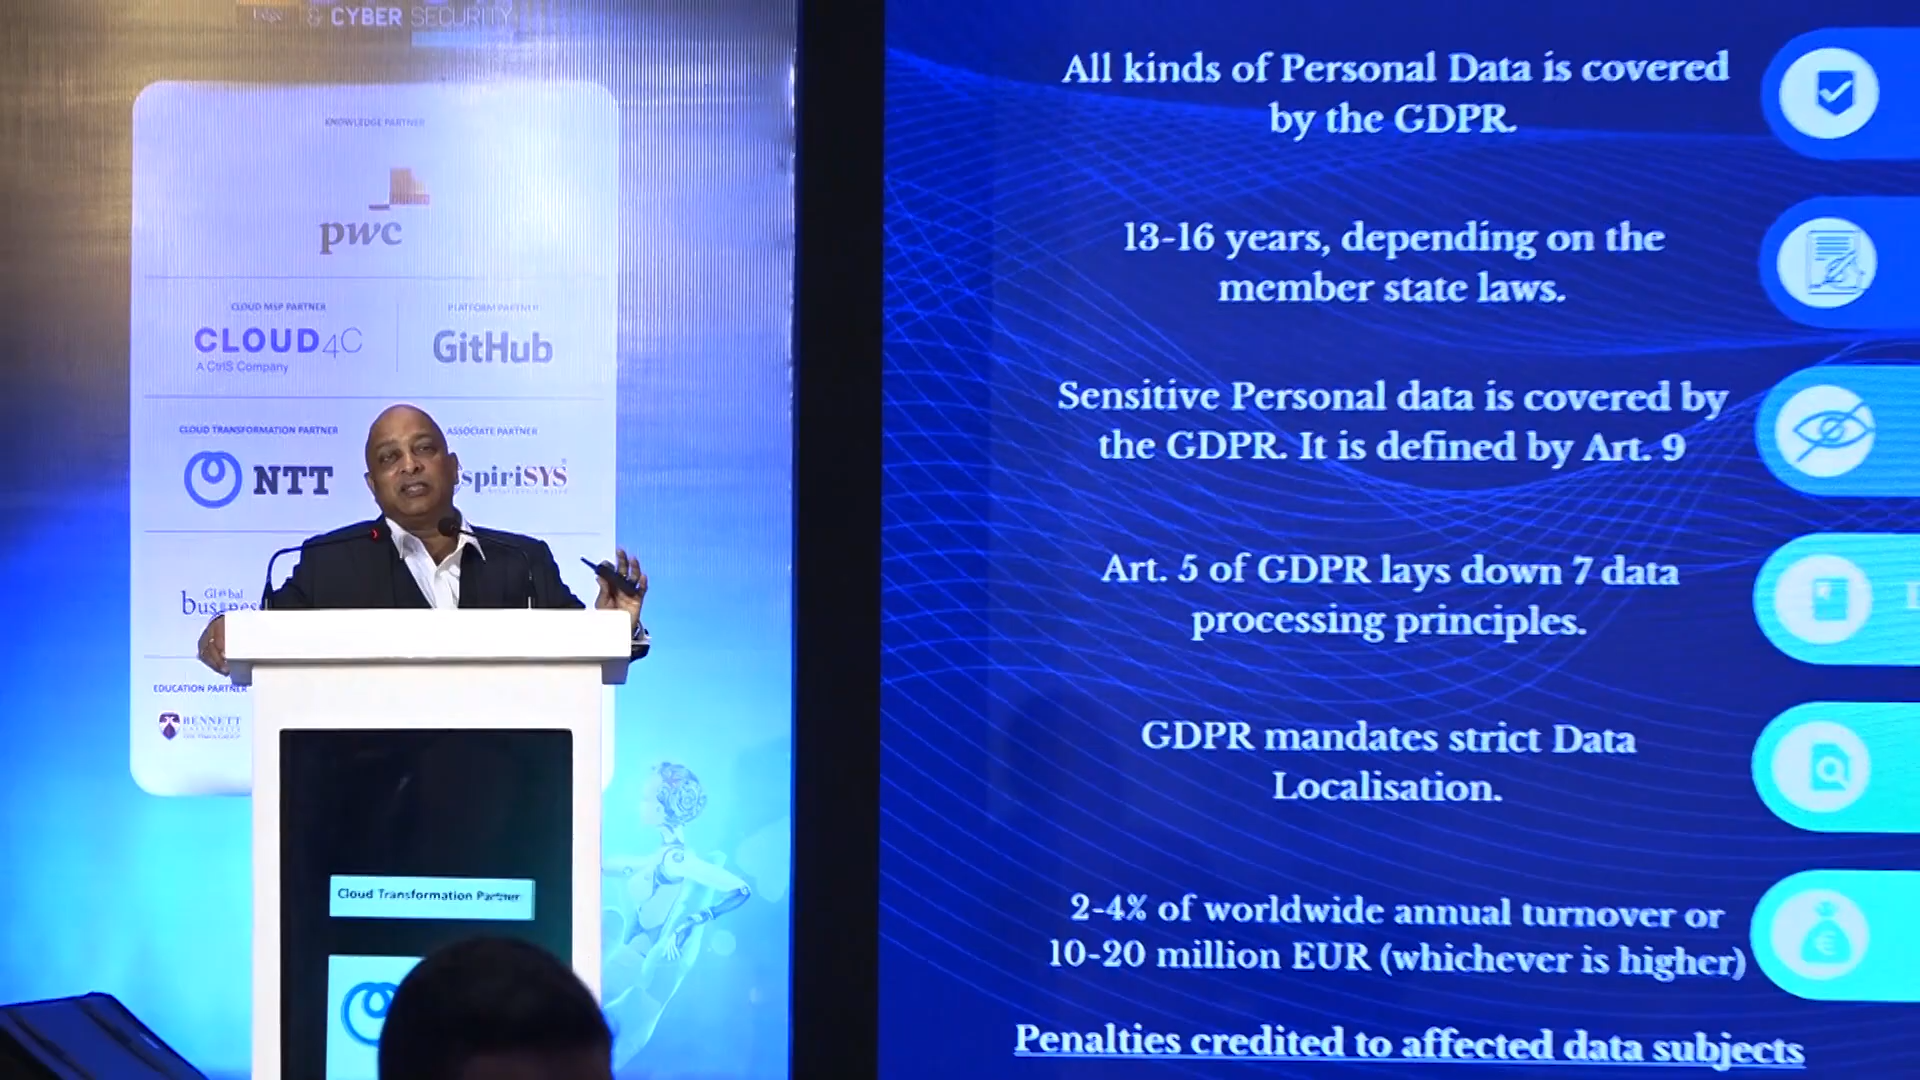 & CYBER SECURITY
KNOWLEDGE PARTNER
pwc
CLOUD MSP PARTNER
CLOUD4C
A CtrlS Company
PLATFORM PARTNER
GitHub
CLOUD TRANSFORMATION PARTNER
NTT
ASSOCIATE PARTNER
spiriSYS
Global
business
EDUCATION PARTNER
BENNETT
UNIVERSITY
Cloud Transformation Partner
All kinds of Personal Data is covered
by the GDPR.
13-16 years, depending on the
member state laws.
Sensitive Personal data is covered by
the GDPR. It is defined by Art. 9
Art. 5 of GDPR lays down 7 data
processing principles.
GDPR mandates strict Data
Localisation.
2-4% of worldwide annual turnover or
10-20 million EUR (whichever is higher)
Penalties credited to affected data subjects